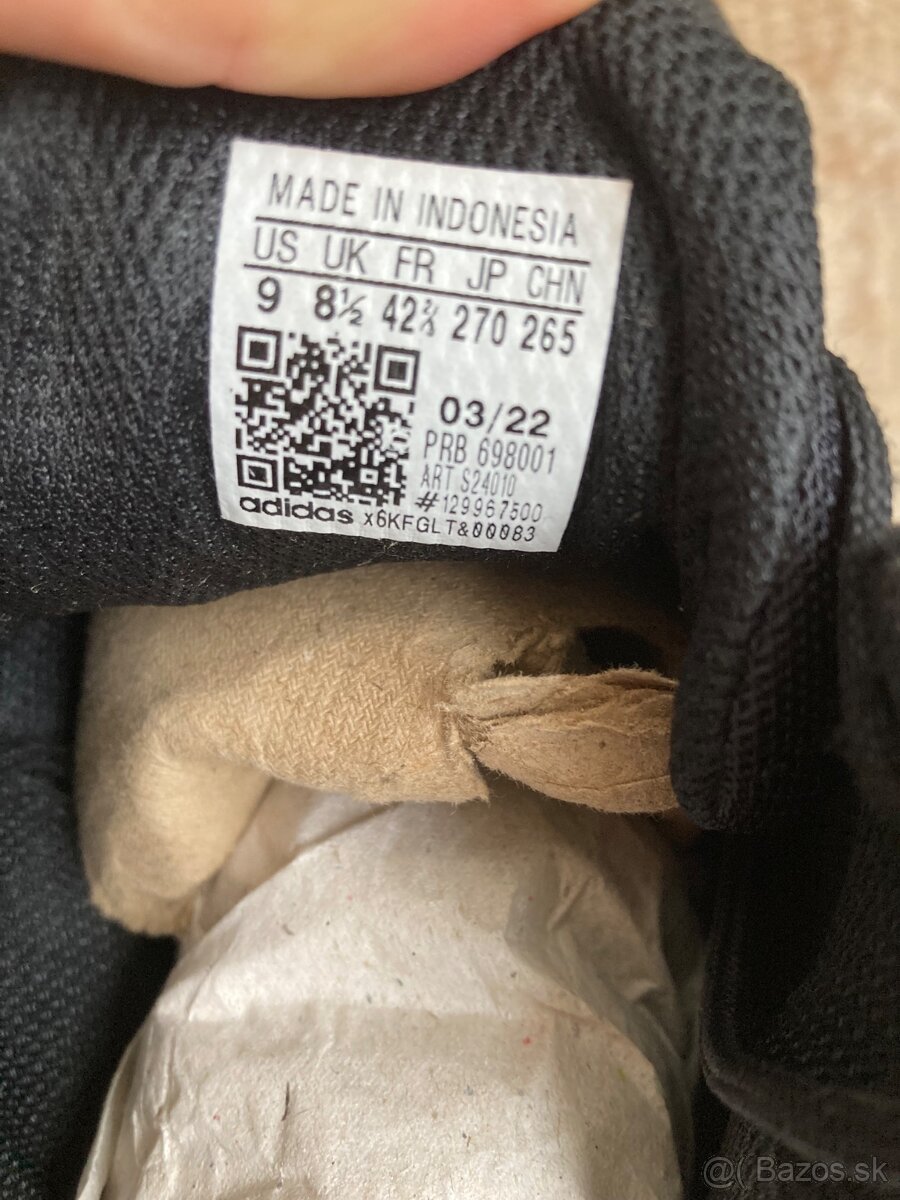 MADE IN INDONESIA
US UK FR JP CHN
9 8½ 42⅔ 270 265
03/22
PRB 698001
ART S24010
#129967500
adidas x6KFGLT&00083
@( Bazos.sk